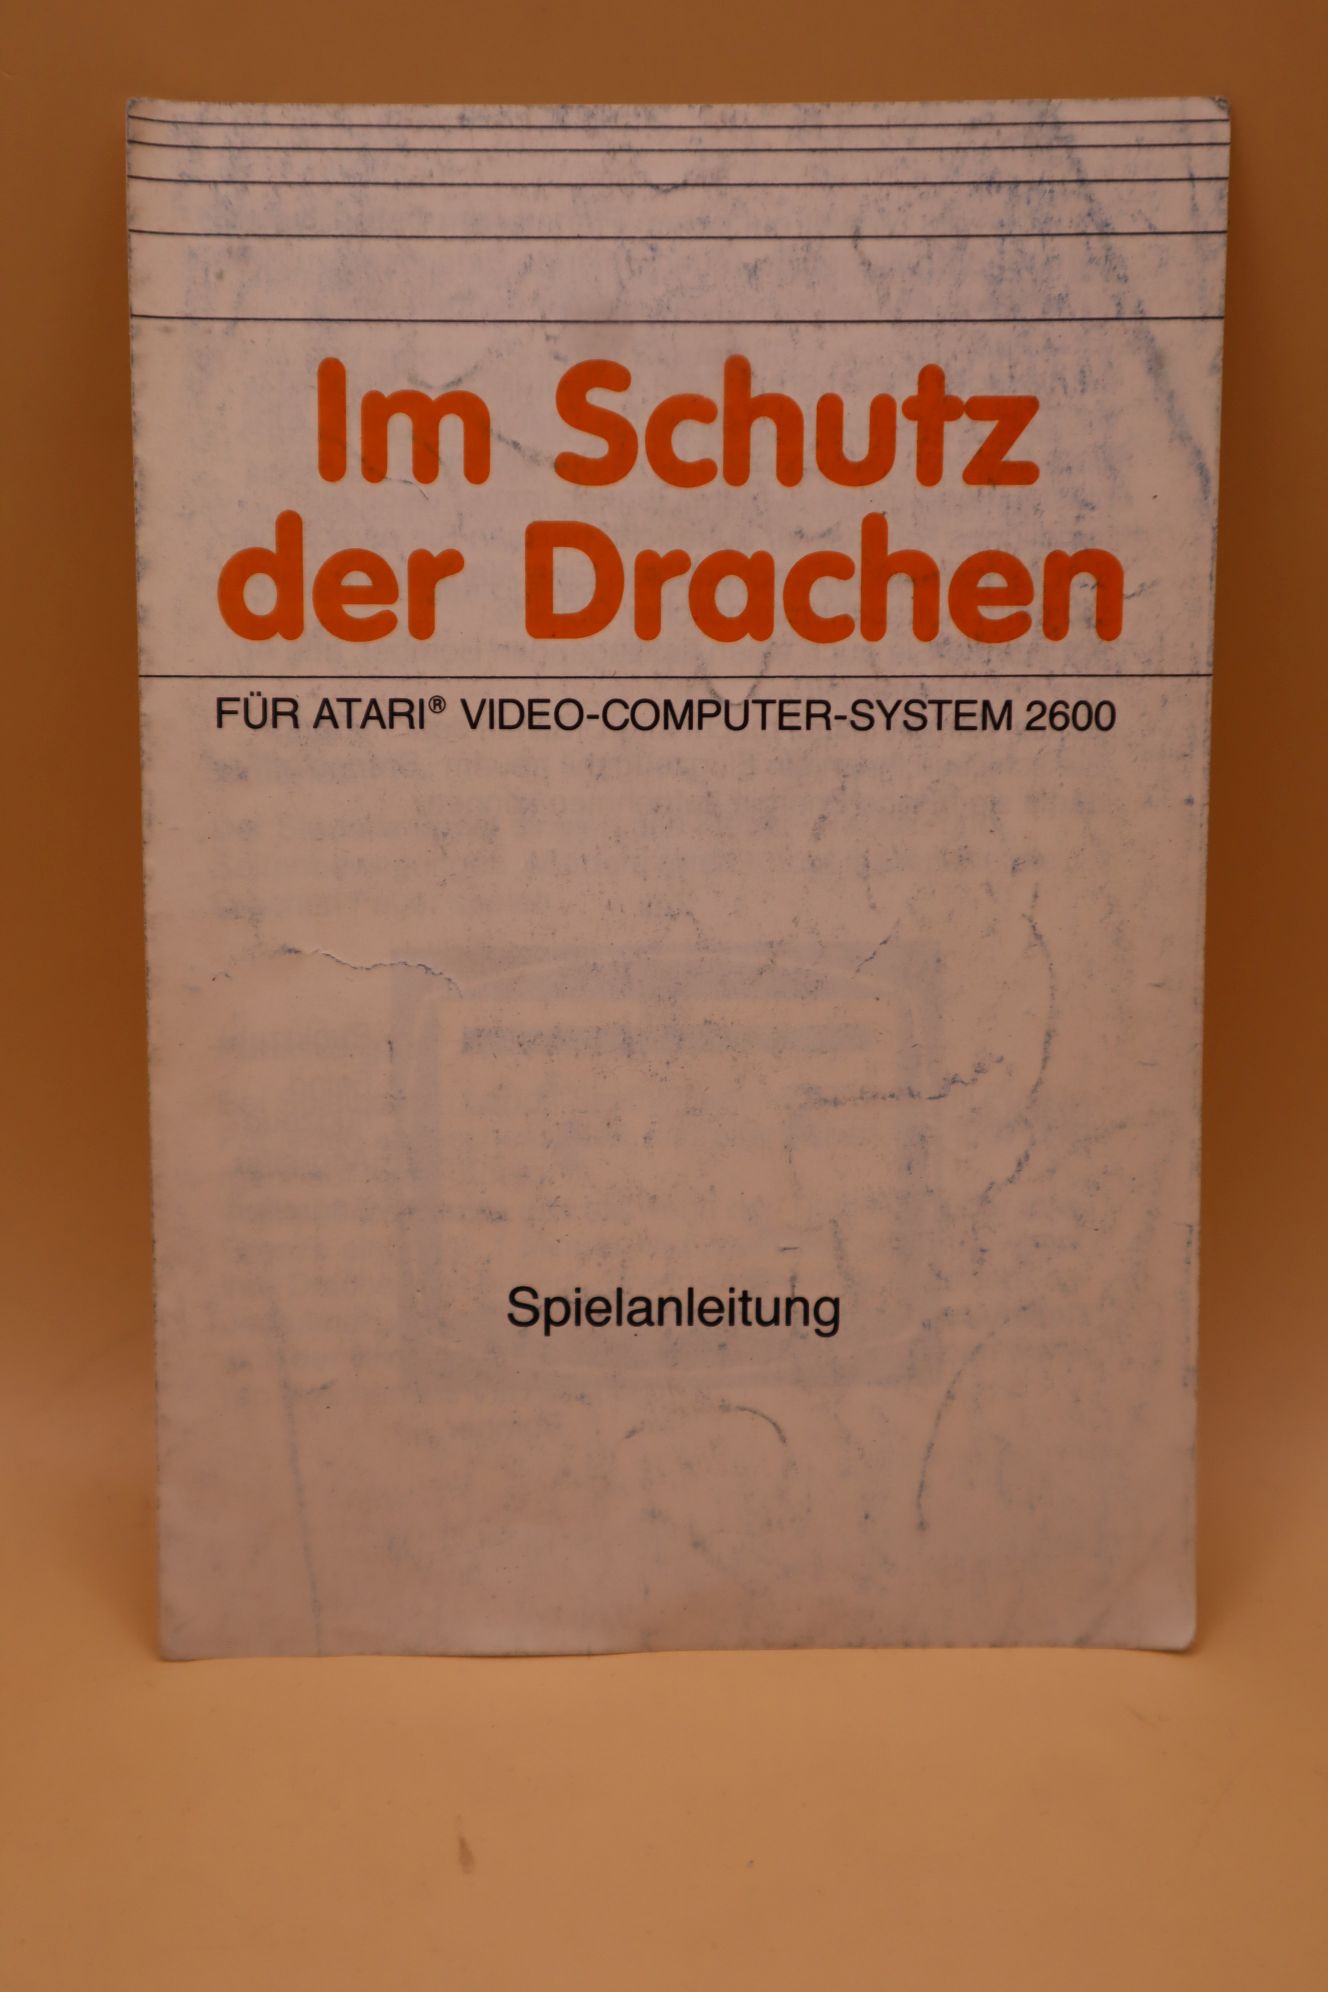 Im Schutz
der Drachen
FÜR ATARI® VIDEO-COMPUTER-SYSTEM 2600
Spielanleitung